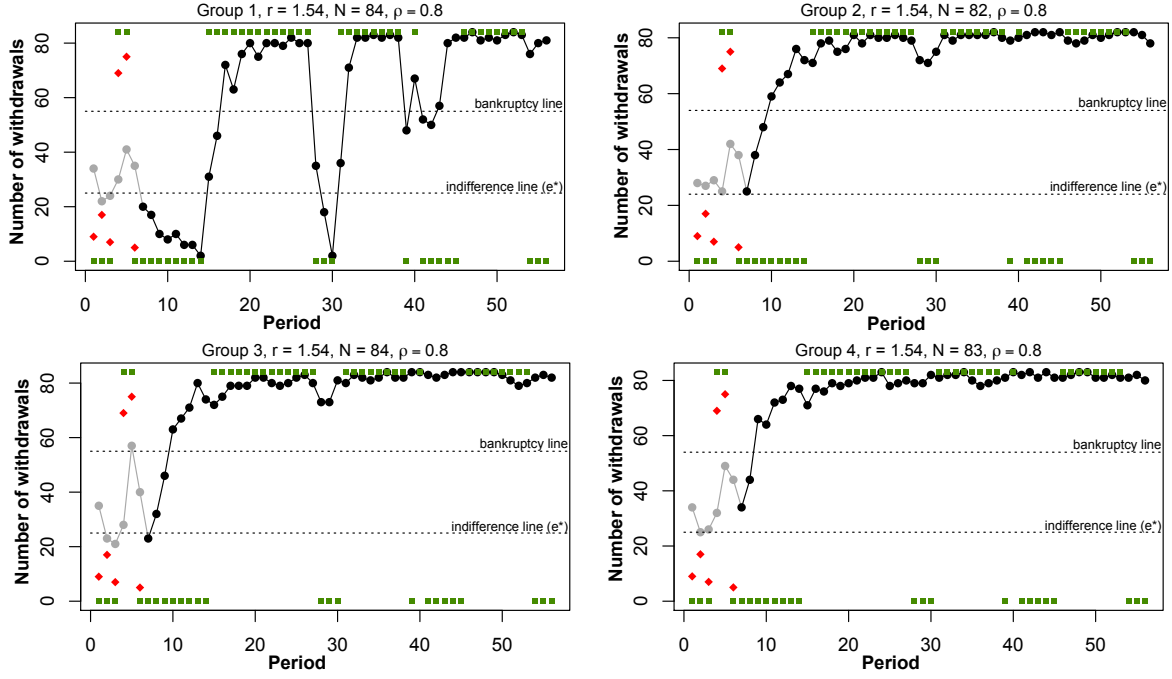 Group 1, r = 1.54, N = 84, ρ = 0.8
Number of withdrawals
80
60
40
20
0
bankruptcy line
indifference line (e*)
0 10 20 30 40 50
Period
Group 2, r = 1.54, N = 82, ρ = 0.8
Number of withdrawals
80
60
40
20
0
bankruptcy line
indifference line (e*)
0 10 20 30 40 50
Period
Group 3, r = 1.54, N = 84, ρ = 0.8
Number of withdrawals
80
60
40
20
0
bankruptcy line
indifference line (e*)
0 10 20 30 40 50
Period
Group 4, r = 1.54, N = 83, ρ = 0.8
Number of withdrawals
80
60
40
20
0
bankruptcy line
indifference line (e*)
0 10 20 30 40 50
Period